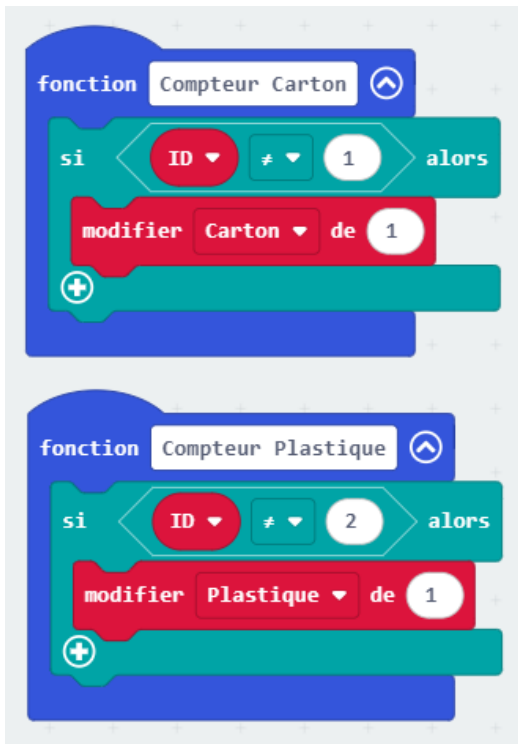 fonction Compteur Carton
si ID ≠ 1 alors
modifier Carton de 1
fonction Compteur Plastique
si ID ≠ 2 alors
modifier Plastique de 1